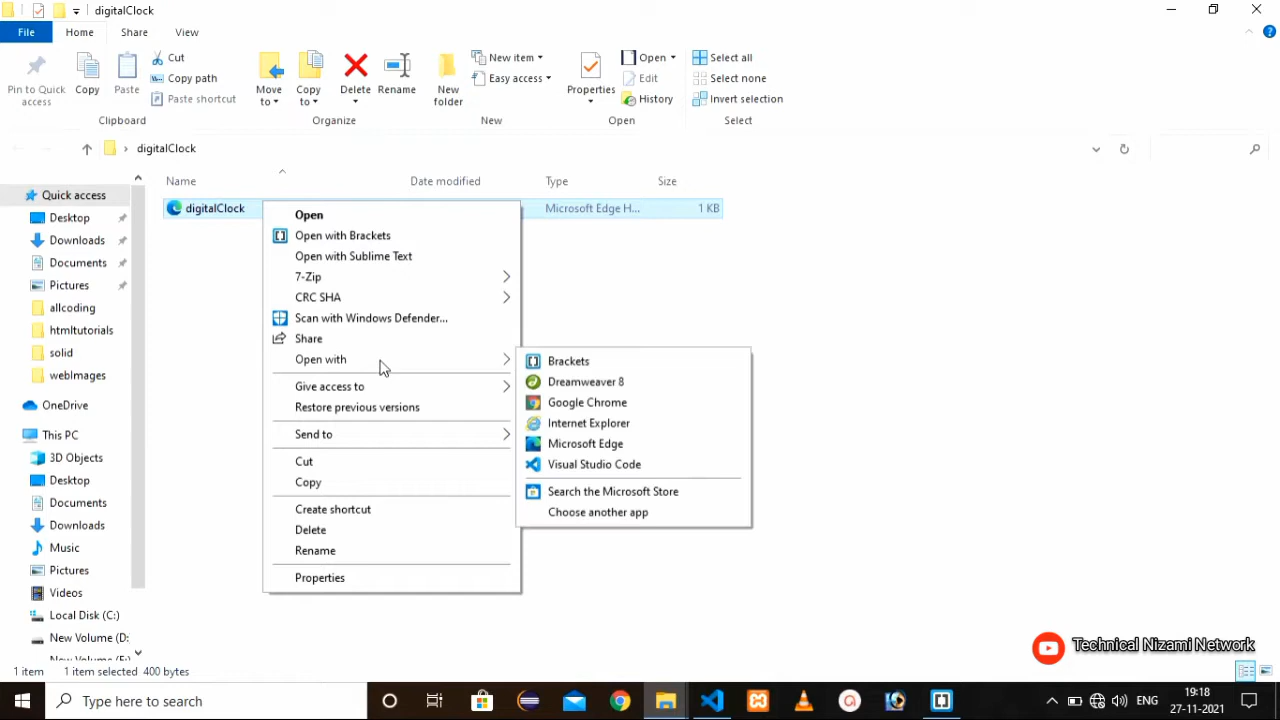 digitalClock
File Home Share View
Pin to Quick access
Copy
Paste
Cut
Copy path
Paste shortcut
Move to
Copy to
Delete
Rename
New folder
New item
Easy access
Properties
Open
Edit
History
Select all
Select none
Invert selection
Clipboard Organize New Open Select
digitalClock
Name Date modified Type Size
digitalClock Microsoft Edge H... 1 KB
Quick access
Desktop
Downloads
Documents
Pictures
allcoding
htmltutorials
solid
webImages
OneDrive
This PC
3D Objects
Desktop
Documents
Downloads
Music
Pictures
Videos
Local Disk (C:)
New Volume (D:
New Volume (E:)
Open
Open with Brackets
Open with Sublime Text
7-Zip
CRC SHA
Scan with Windows Defender...
Share
Open with
Give access to
Restore previous versions
Send to
Cut
Copy
Create shortcut
Delete
Rename
Properties
Brackets
Dreamweaver 8
Google Chrome
Internet Explorer
Microsoft Edge
Visual Studio Code
Search the Microsoft Store
Choose another app
Technical Nizami Network
1 item 1 item selected 400 bytes
Type here to search
ENG
19:18
27-11-2021